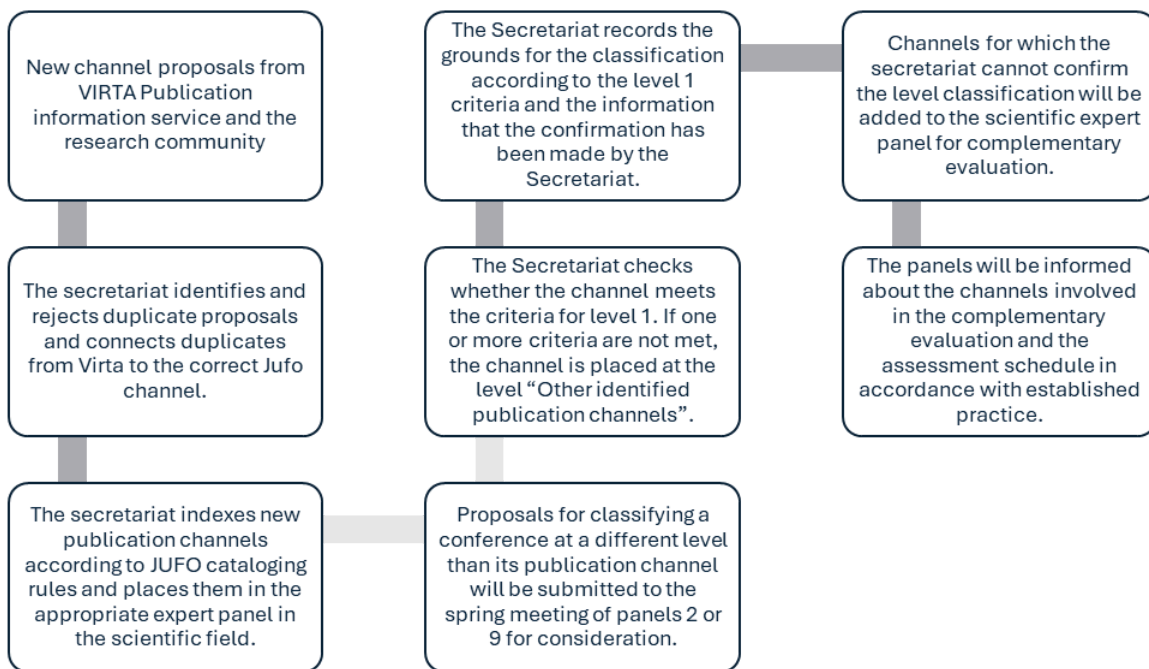 New channel proposals from
VIRTA Publication
information service and the
research community
The secretariat identifies and
rejects duplicate proposals
and connects duplicates
from Virta to the correct Jufo
channel.
The secretariat indexes new
publication channels
according to JUFO cataloging
rules and places them in the
appropriate expert panel in
the scientific field.
Proposals for classifying a
conference at a different level
than its publication channel
will be submitted to the
spring meeting of panels 2 or
9 for consideration.
The Secretariat checks
whether the channel meets
the criteria for level 1. If one
or more criteria are not met,
the channel is placed at the
level “Other identified
publication channels”.
The Secretariat records the
grounds for the classification
according to the level 1
criteria and the information
that the confirmation has
been made by the
Secretariat.
Channels for which the
secretariat cannot confirm
the level classification will be
added to the scientific expert
panel for complementary
evaluation.
The panels will be informed
about the channels involved
in the complementary
evaluation and the
assessment schedule in
accordance with established
practice.